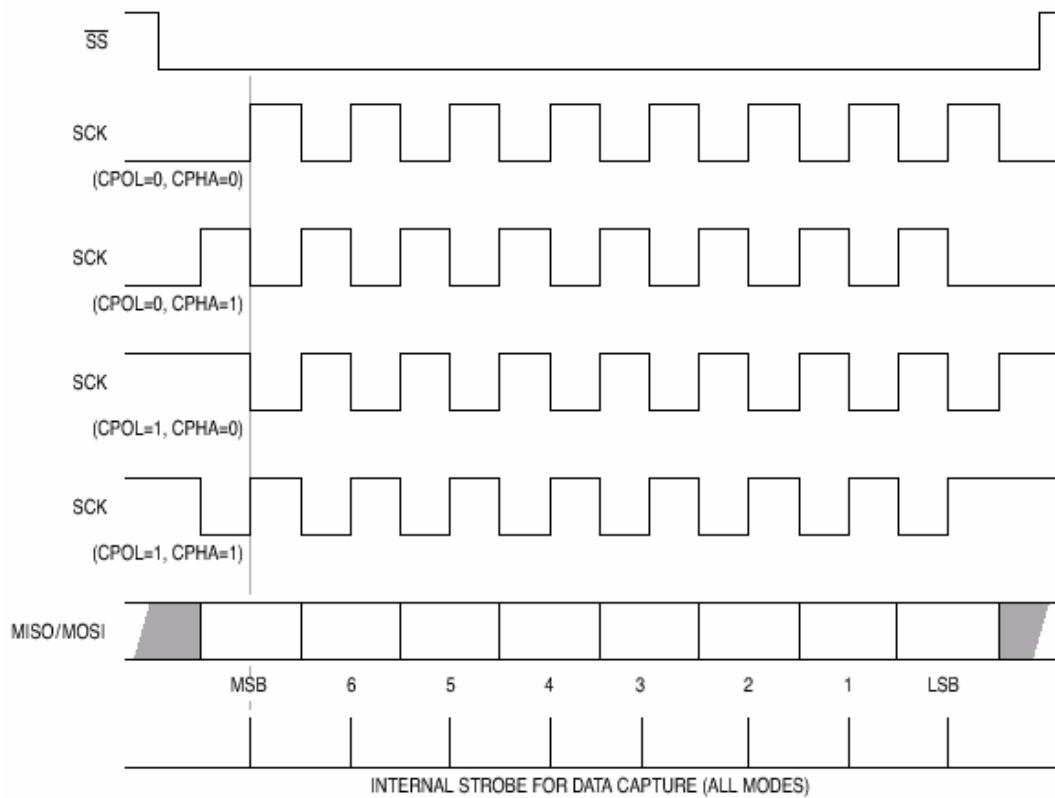 SS
SCK
(CPOL=0, CPHA=0)
SCK
(CPOL=0, CPHA=1)
SCK
(CPOL=1, CPHA=0)
SCK
(CPOL=1, CPHA=1)
MISO/MOSI
MSB 6 5 4 3 2 1 LSB
INTERNAL STROBE FOR DATA CAPTURE (ALL MODES)